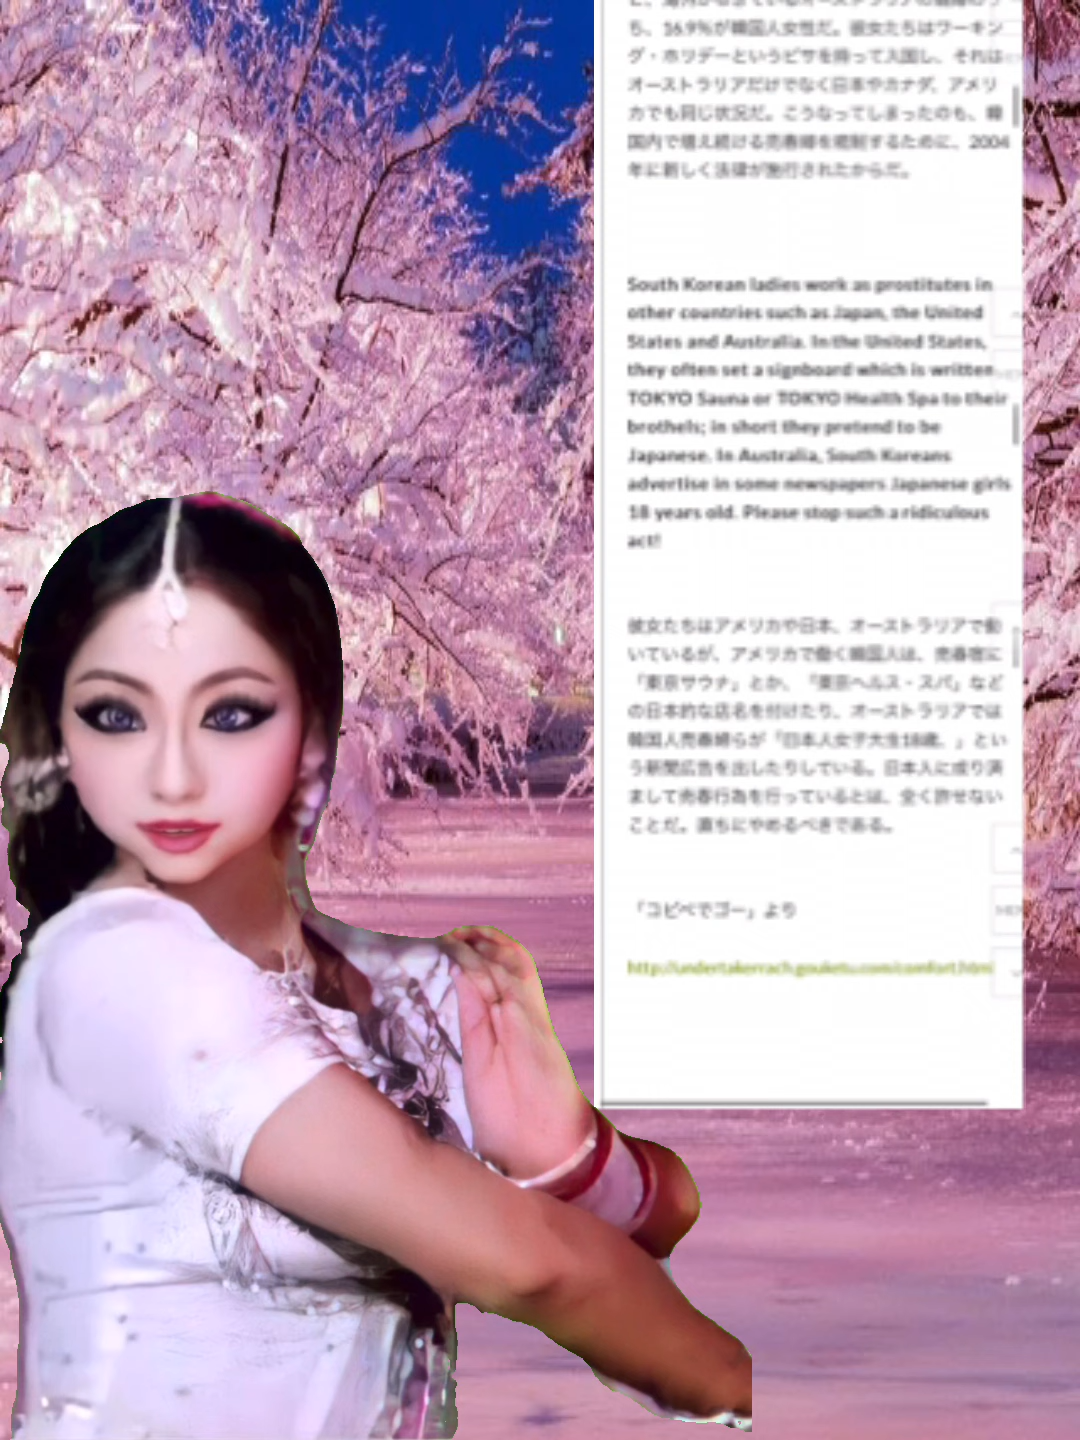 ち、16.9%が韓国人女性だ。彼女たちはワーキン
グ・ホリデーというビザを持って入国し、それは
オーストラリアだけでなく日本やカナダ、アメリ
カでも同じ状況だ。こうなってしまったのも、韓
国内で増え続ける売春婦を規制するために、2004
年に新しく法律が施行されたからだ。
South Korean ladies work as prostitutes in
other countries such as Japan, the United
States and Australia. In the United States,
they often set a signboard which is written
TOKYO Sauna or TOKYO Health Spa to their
brothels; in short they pretend to be
Japanese. In Australia, South Koreans
advertise in some newspapers Japanese girls
18 years old. Please stop such a ridiculous
act!
彼女たちはアメリカや日本、オーストラリアで働
いているが、アメリカで働く韓国人は、売春宿に
「東京サウナ」とか、「東京ヘルス・スパ」など
の日本的な店名を付けたり、オーストラリアでは
韓国人売春婦らが「日本人女子大生18歳。」とい
う新聞広告を出したりしている。日本人に成り済
まして売春行為を行っているとは、全く許せない
ことだ。直ちにやめるべきである。
「コピペでゴー」より
http://undertakerrach.gouketu.com/comfort.html